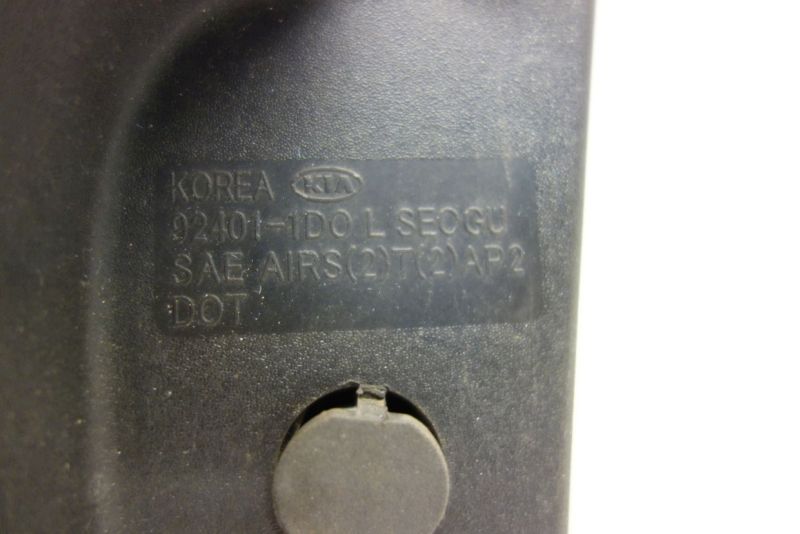 KOREA KIA
92401-1D0 L SEOGU
SAE AIRS(2)T(2)AP2
DOT